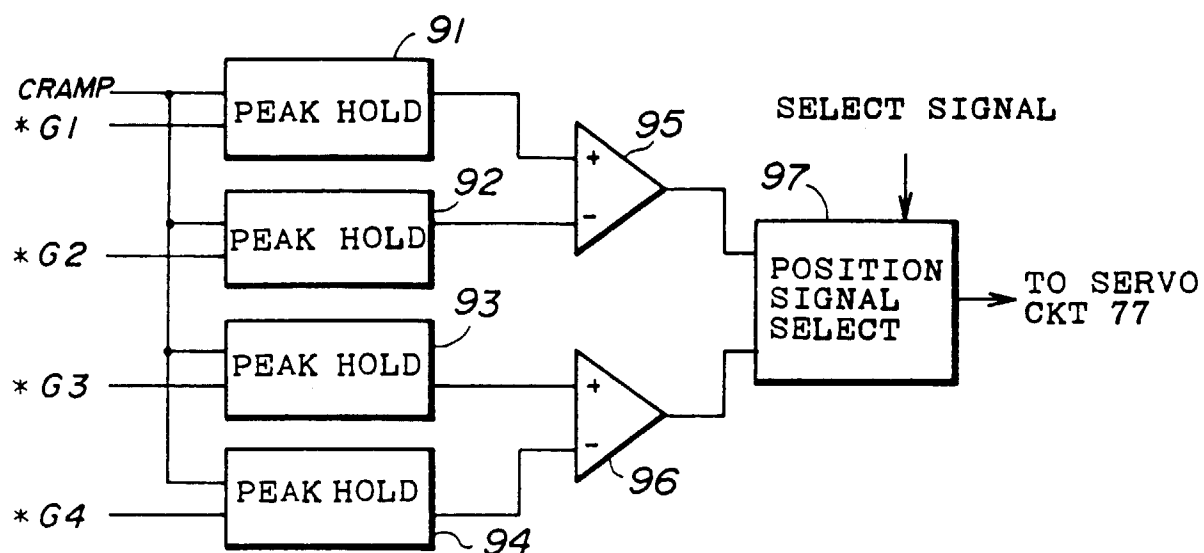 91
CRAMP
*G1
PEAK HOLD
SELECT SIGNAL
95
+
-
92
*G2
PEAK HOLD
97
POSITION
SIGNAL
SELECT
TO SERVO
CKT 77
93
*G3
PEAK HOLD
+
-
96
*G4
PEAK HOLD
94